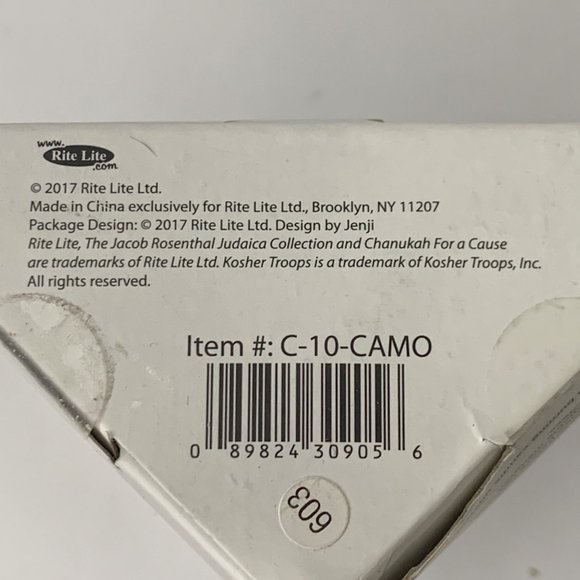 www.
Rite Lite
.com
© 2017 Rite Lite Ltd.
Made in China exclusively for Rite Lite Ltd., Brooklyn, NY 11207
Package Design: © 2017 Rite Lite Ltd. Design by Jenji
Rite Lite, The Jacob Rosenthal Judaica Collection and Chanukah For a Cause
are trademarks of Rite Lite Ltd. Kosher Troops is a trademark of Kosher Troops, Inc.
All rights reserved.
Item #: C-10-CAMO
0 89824 30905 6
603